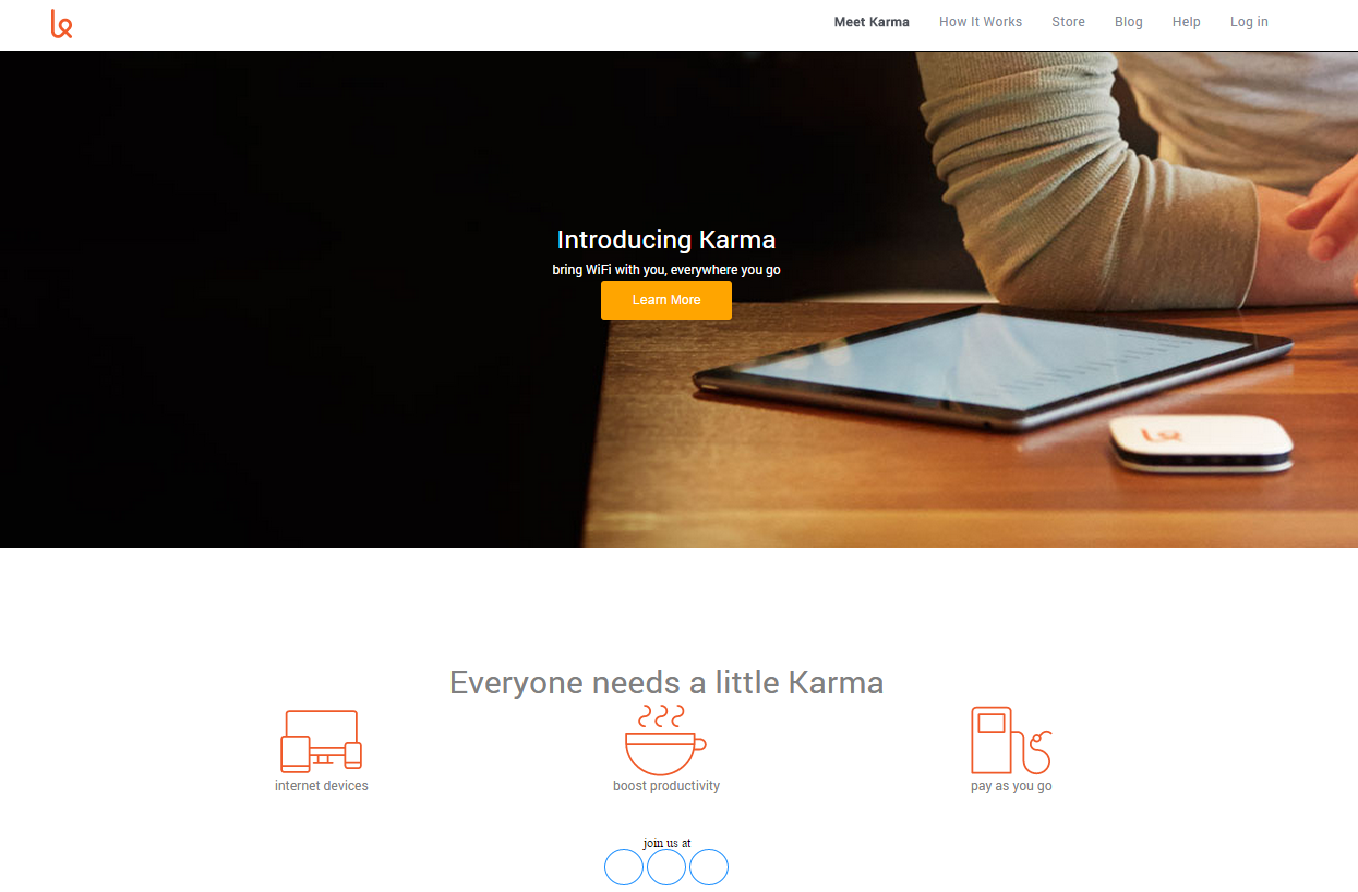 Meet Karma How It Works Store Blog Help Log in
Introducing Karma
bring WiFi with you, everywhere you go
Learn More
Everyone needs a little Karma
internet devices boost productivity pay as you go
join us at